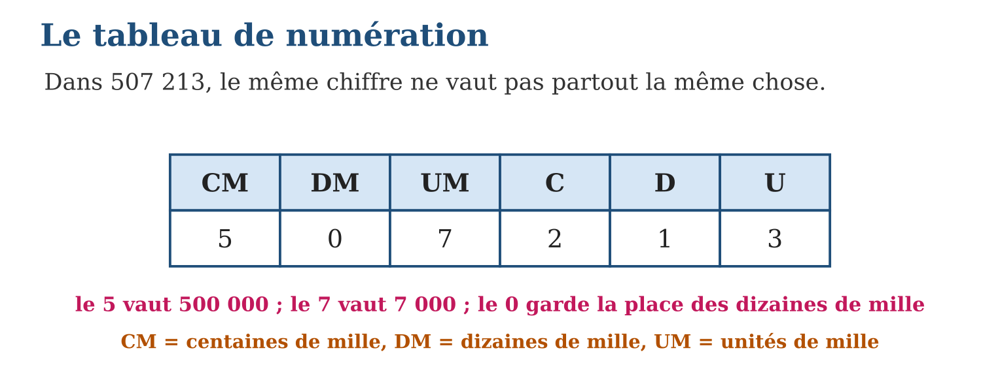 Le tableau de numération
Dans 507 213, le même chiffre ne vaut pas partout la même chose.
CM DM UM C D U
5 0 7 2 1 3
le 5 vaut 500 000 ; le 7 vaut 7 000 ; le 0 garde la place des dizaines de mille
CM = centaines de mille, DM = dizaines de mille, UM = unités de mille